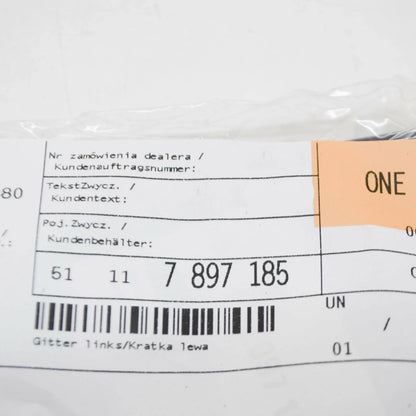 Nr zamówienia dealera /
Kundenauftragsnummer:
TekstZwycz. /
Kundentext:
ONE
80
Poj.Zwycz. /
Kundenbehälter:
51 11 7 897 185
UN
/
Gitter links/Kratka lewa
01